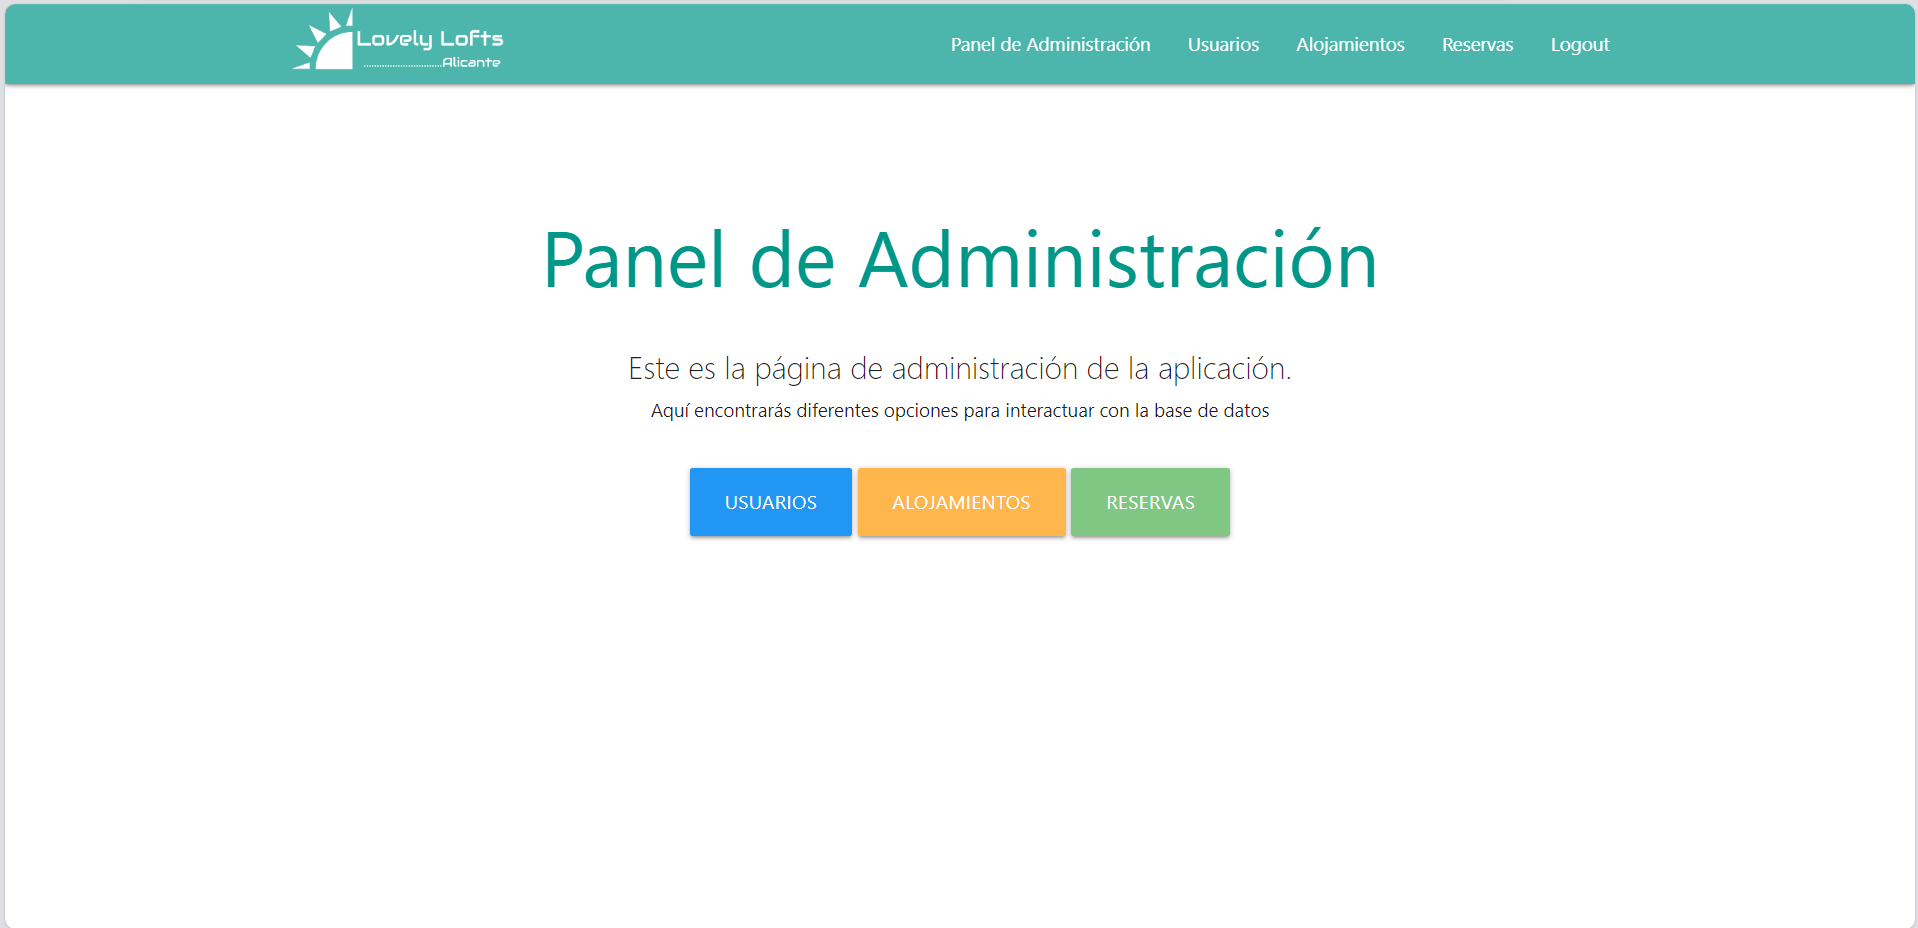 Lovely Lofts
Alicante
Panel de Administración Usuarios Alojamientos Reservas Logout
Panel de Administración
Este es la página de administración de la aplicación.
Aquí encontrarás diferentes opciones para interactuar con la base de datos
USUARIOS ALOJAMIENTOS RESERVAS